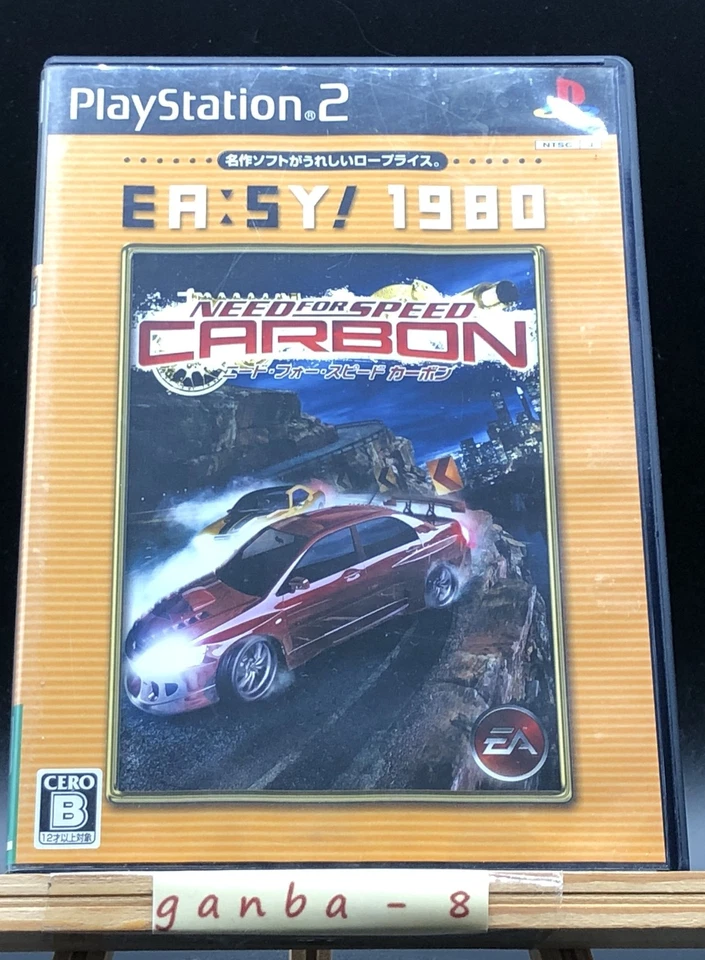 PlayStation®2
NTSC J
名作ソフトがうれしいロープライス。
EA:SY! 1980
NEED FOR SPEED
CARBON
ニード・フォー・スピード カーボン
EA
CERO
B
12才以上対象
ganba - 8